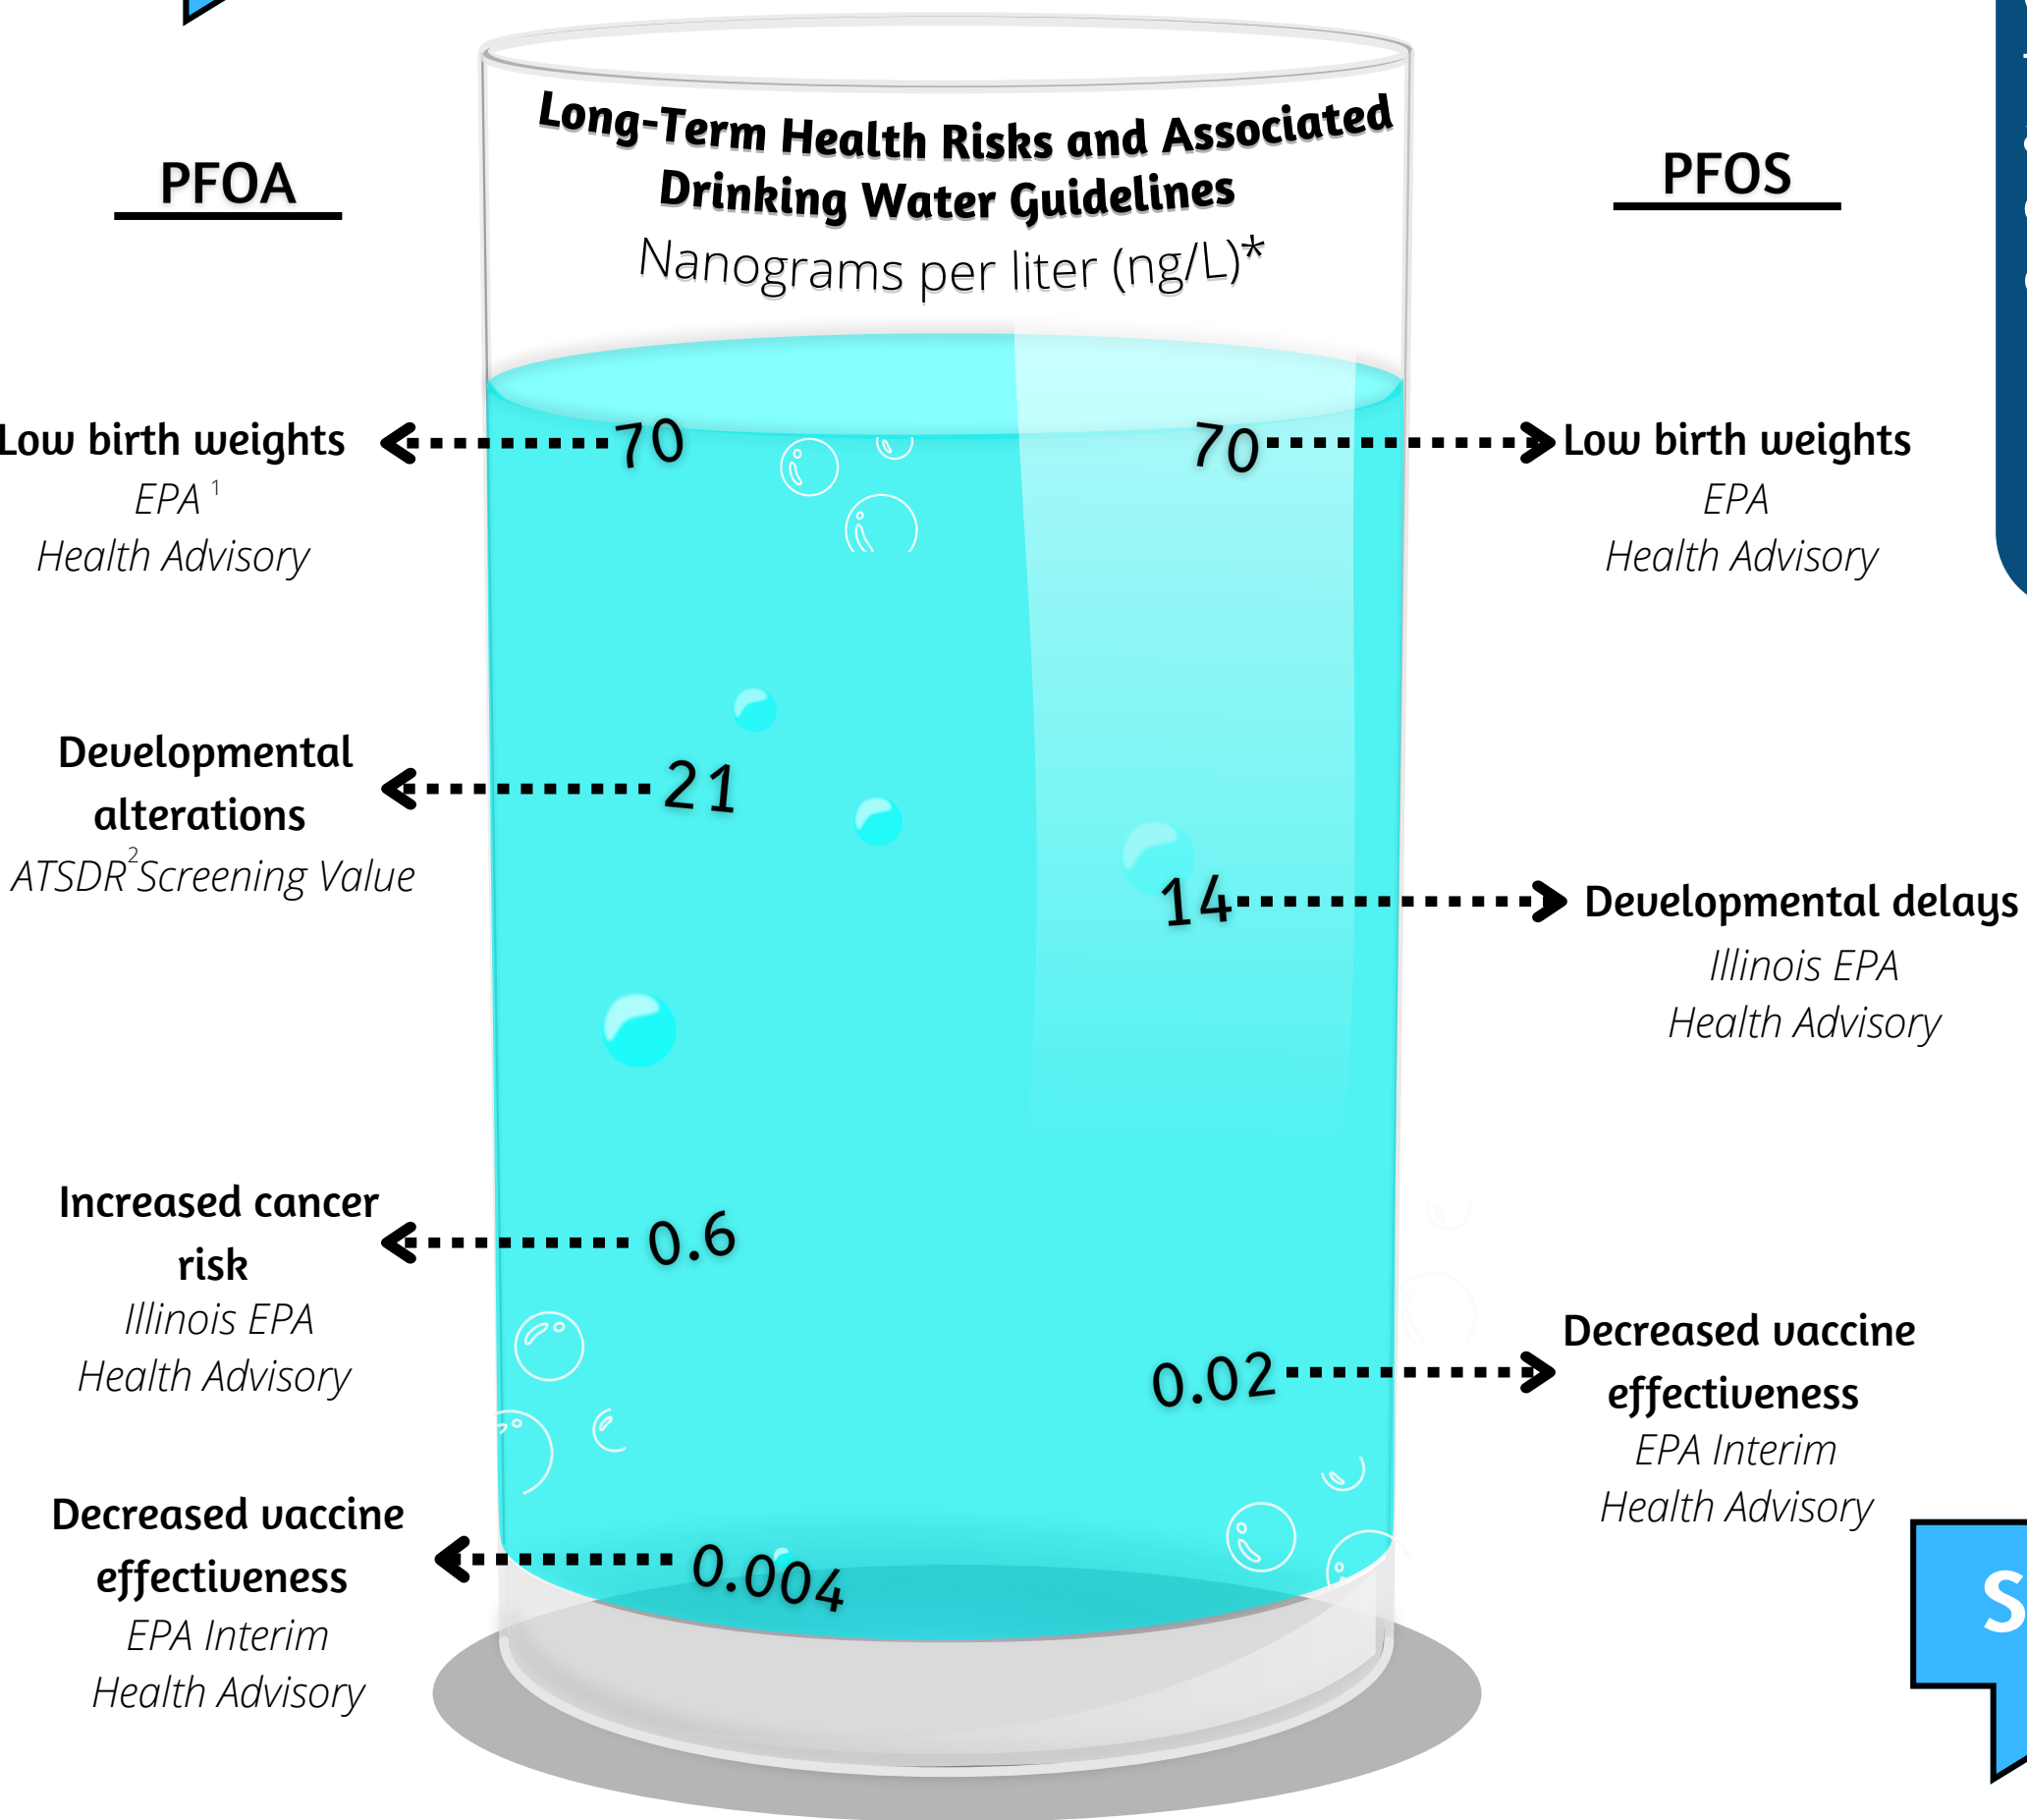 Long-Term Health Risks and Associated
Drinking Water Guidelines
Nanograms per liter (ng/L)*
PFOA
70
Low birth weights
EPA 1
Health Advisory
21
Developmental
alterations
ATSDR2 Screening Value
0.6
Increased cancer
risk
Illinois EPA
Health Advisory
0.004
Decreased vaccine
effectiveness
EPA Interim
Health Advisory
PFOS
70
Low birth weights
EPA
Health Advisory
14
Developmental delays
Illinois EPA
Health Advisory
0.02
Decreased vaccine
effectiveness
EPA Interim
Health Advisory
S